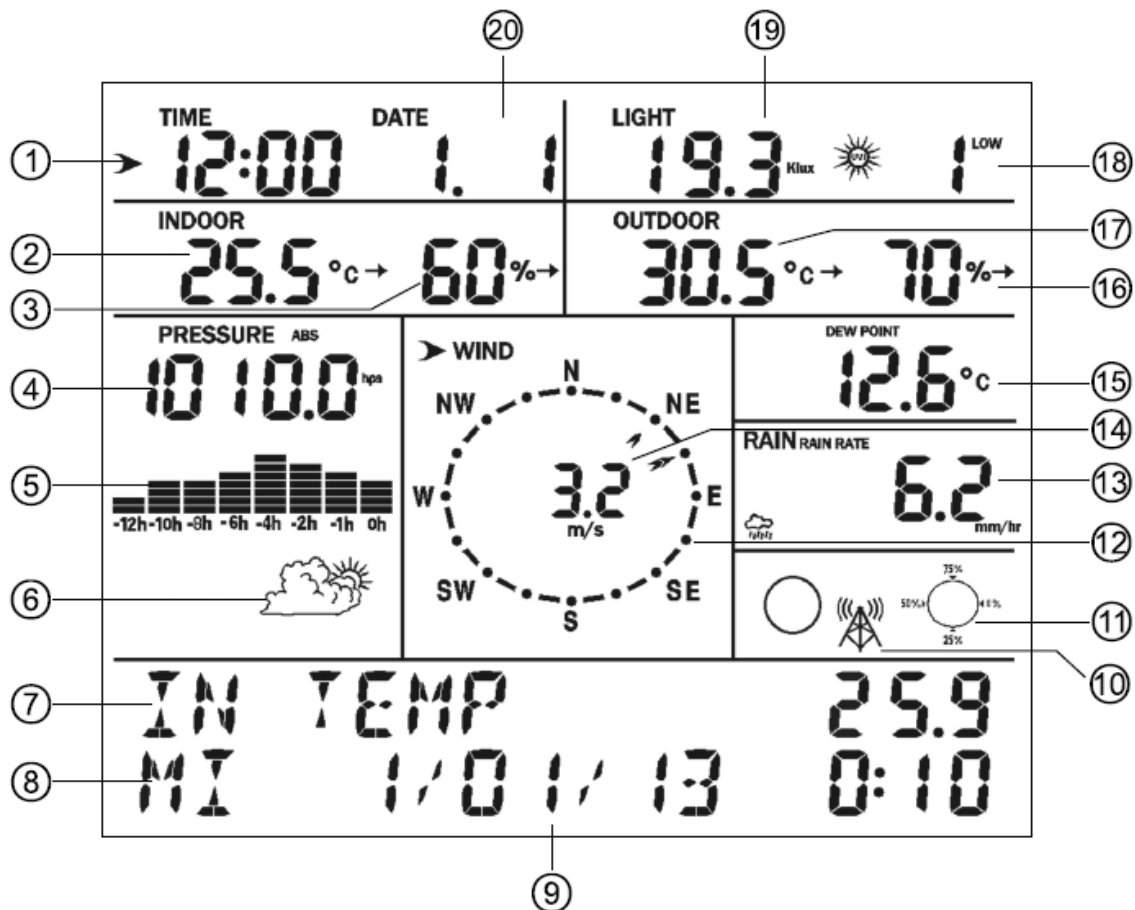 20 19
TIME DATE LIGHT
1 12:00 1. 1 19.3 Klux UVI 1 LOW 18
INDOOR OUTDOOR 17
2 25.5 °C→ 60%→ 30.5 °C→ 70%→ 16
3
PRESSURE ABS
4 1010.0 hpa
WIND
N
NW NE
W E
3.2
m/s
SW SE
S
DEW POINT
12.6 °C 15
14
RAIN RAIN RATE
6.2 mm/hr 13
5
-12h -10h -8h -6h -4h -2h -1h 0h
12
6
75%
50% 0% 11
25%
10
7 IN TEMP 25.9
8 MI 1/01/13 0:10
9